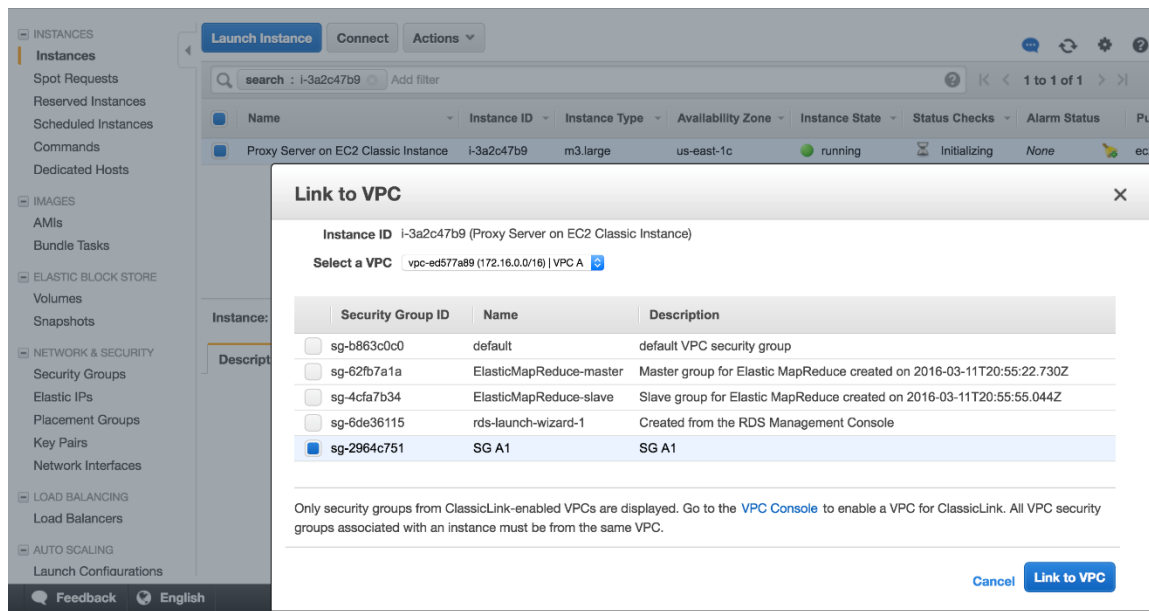 INSTANCES
Instances
Spot Requests
Reserved Instances
Scheduled Instances
Commands
Dedicated Hosts
IMAGES
AMIs
Bundle Tasks
ELASTIC BLOCK STORE
Volumes
Snapshots
NETWORK & SECURITY
Security Groups
Elastic IPs
Placement Groups
Key Pairs
Network Interfaces
LOAD BALANCING
Load Balancers
AUTO SCALING
Launch Configurations
Feedback English
Launch Instance Connect Actions
search : i-3a2c47b9 Add filter 1 to 1 of 1
Name Instance ID Instance Type Availability Zone Instance State Status Checks Alarm Status Pu
Proxy Server on EC2 Classic Instance i-3a2c47b9 m3.large us-east-1c running Initializing None ec
Instance:
Descript
Link to VPC
Instance ID i-3a2c47b9 (Proxy Server on EC2 Classic Instance)
Select a VPC vpc-ed577a89 (172.16.0.0/16) | VPC A
Security Group ID Name Description
sg-b863c0c0 default default VPC security group
sg-62fb7a1a ElasticMapReduce-master Master group for Elastic MapReduce created on 2016-03-11T20:55:22.730Z
sg-4cfa7b34 ElasticMapReduce-slave Slave group for Elastic MapReduce created on 2016-03-11T20:55:55.044Z
sg-6de36115 rds-launch-wizard-1 Created from the RDS Management Console
sg-2964c751 SG A1 SG A1
Only security groups from ClassicLink-enabled VPCs are displayed. Go to the VPC Console to enable a VPC for ClassicLink. All VPC security
groups associated with an instance must be from the same VPC.
Cancel Link to VPC